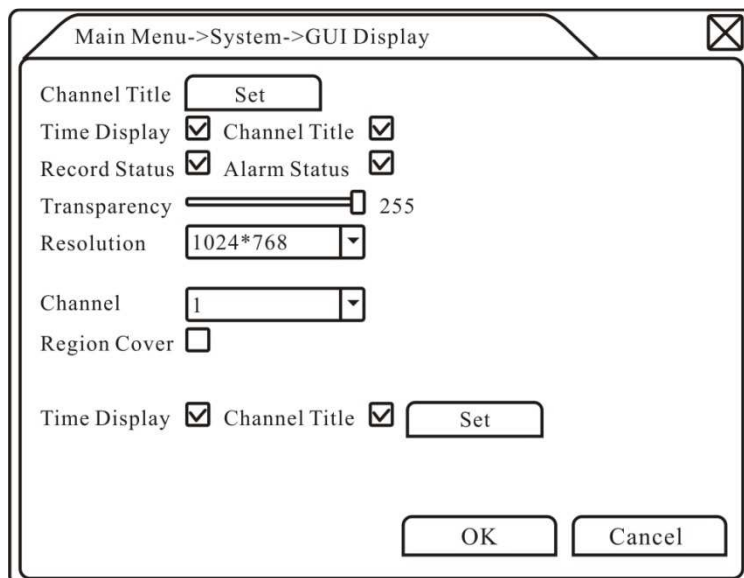 Main Menu->System->GUI Display
Channel Title Set
Time Display Channel Title
Record Status Alarm Status
Transparency 255
Resolution 1024*768
Channel 1
Region Cover
Time Display Channel Title Set
OK Cancel